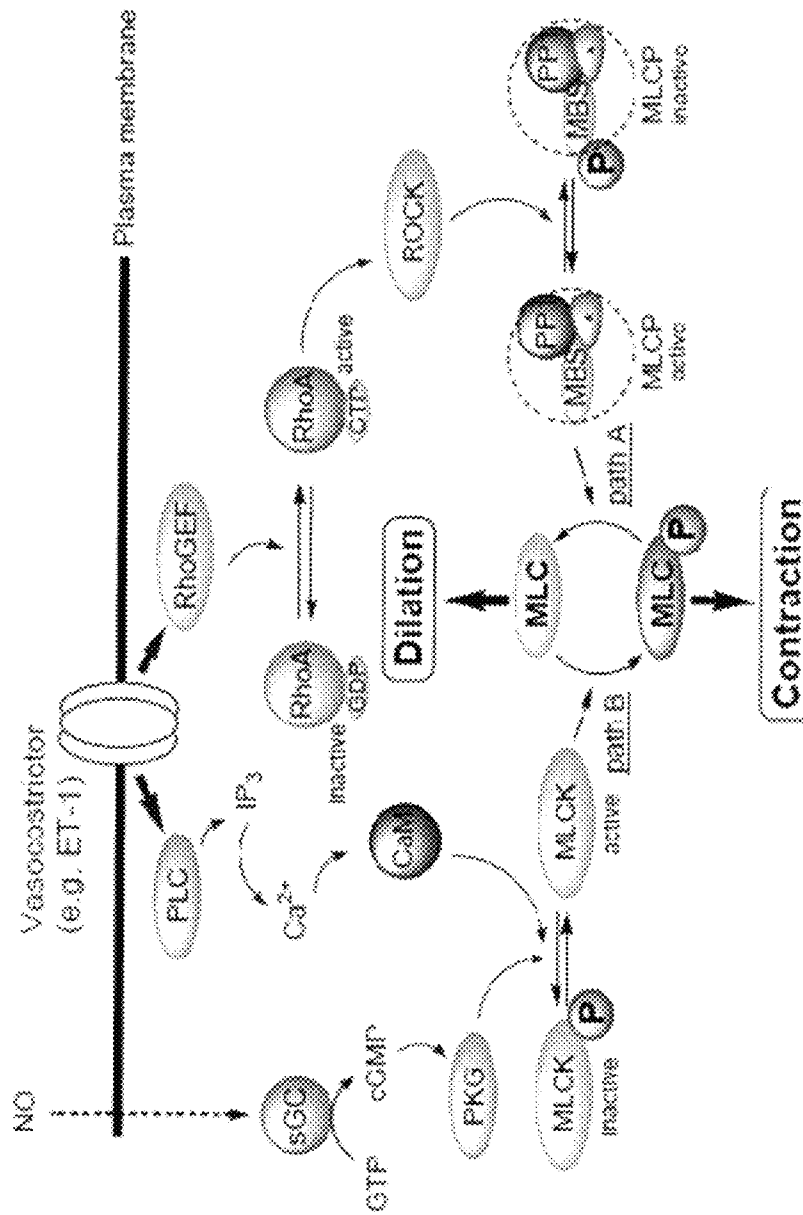 NO
Vasocostrictor
(e.g. ET-1)
Plasma membrane
PLC
RhoGEF
IP3
Ca2+
CaM
sGC
GTP
cGMP
PKG
RhoA
GDP
inactive
RhoA
GTP
active
ROCK
Dilation
MLCK
P
inactive
MLCK
active
path B
MLC
MLC
P
path A
Contraction
MBS
PP
MLCP
active
P
MBS
PP
MLCP
inactive